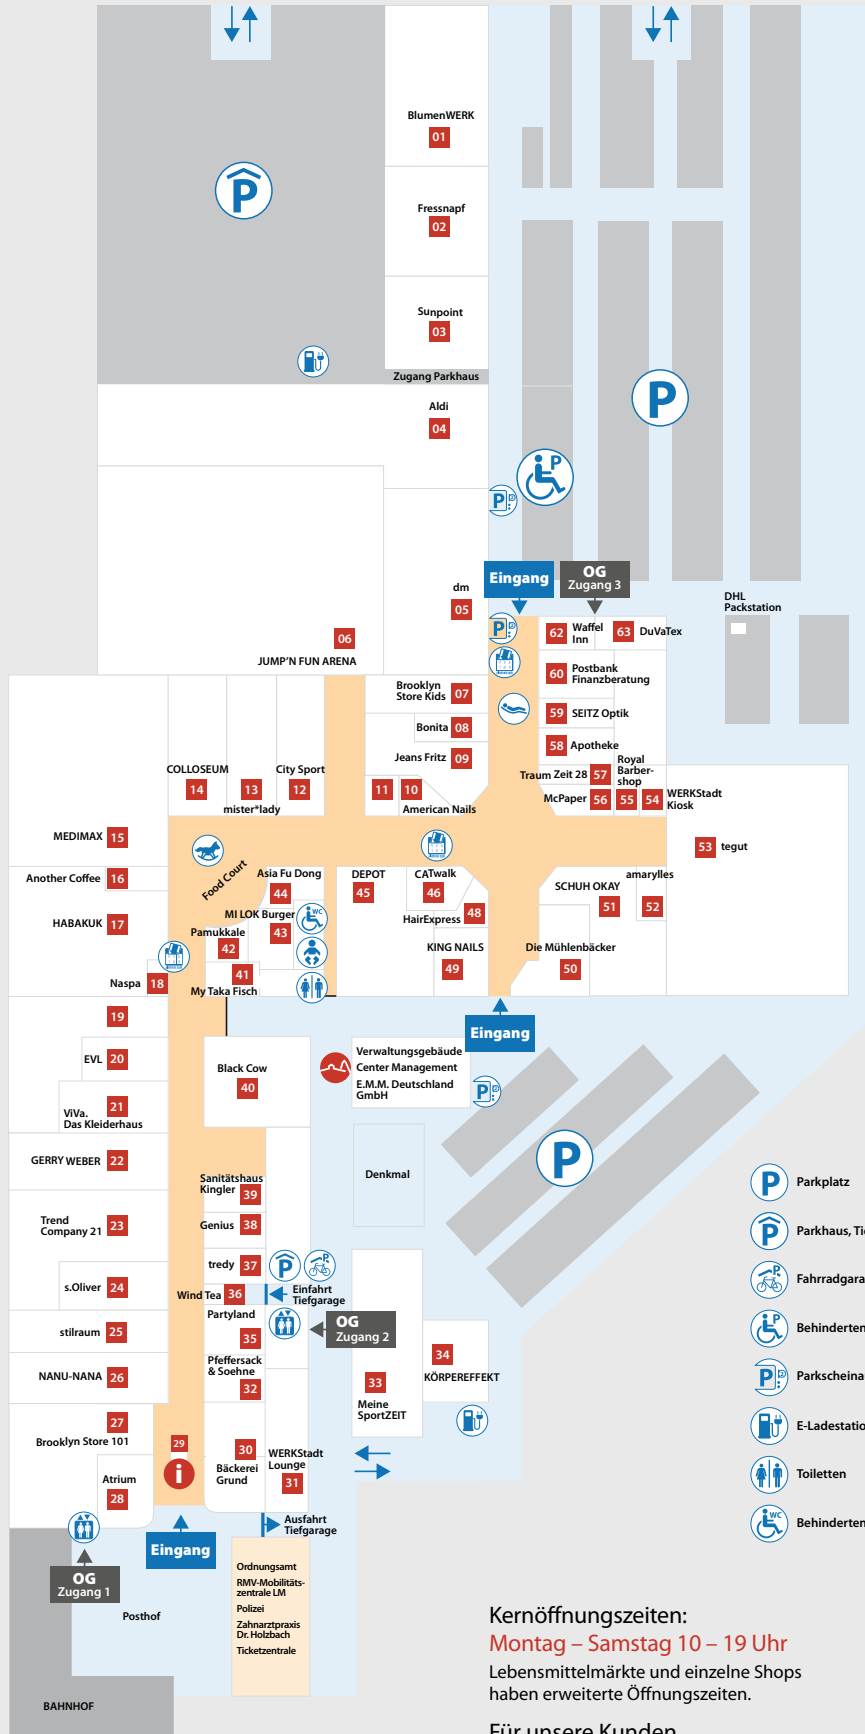 BlumenWERK
01
Fressnapf
02
Sunpoint
03
Zugang Parkhaus
Aldi
04
dm
05
06
JUMP'N FUN ARENA
Eingang
OG
Zugang 3
DHL
Packstation
62
Waffel
Inn
63
DuVaTex
60
Postbank
Finanzberatung
59
SEITZ Optik
58
Apotheke
Traum Zeit 28
57
Royal
Barber-
shop
McPaper
56
55
54
WERKStadt
Kiosk
53
tegut
Brooklyn
Store Kids
07
Bonita
08
Jeans Fritz
09
11
10
American Nails
COLLOSEUM
14
13
mister*lady
City Sport
12
MEDIMAX
15
Another Coffee
16
HABAKUK
17
Naspa
18
Food Court
Asia Fu Dong
44
MI LOK Burger
43
Pamukkale
42
41
My Taka Fisch
WC
DEPOT
45
CATwalk
46
HairExpress
48
KING NAILS
49
SCHUH OKAY
51
amarylles
52
Die Mühlenbäcker
50
Eingang
19
EVL
20
21
ViVa.
Das Kleiderhaus
GERRY WEBER
22
Trend
Company 21
23
s.Oliver
24
stilraum
25
NANU-NANA
26
27
Brooklyn Store 101
Atrium
28
29
i
Black Cow
40
Verwaltungsgebäude
Center Management
E.M.M. Deutschland
GmbH
Denkmal
Sanitätshaus
Kingler
39
Genius
38
tredy
37
Wind Tea
36
Einfahrt
Tiefgarage
Partyland
35
OG
Zugang 2
Pfeffersack
& Soehne
32
33
Meine
SportZEIT
34
KÖRPEREFFEKT
30
Bäckerei
Grund
WERKStadt
Lounge
31
Ausfahrt
Tiefgarage
Eingang
OG
Zugang 1
Posthof
BAHNHOF
Ordnungsamt
RMV-Mobilitäts-
zentrale LM
Polizei
Zahnarztpraxis
Dr. Holzbach
Ticketzentrale
P
Parkplatz
P
Parkhaus, Tie
P
Fahrradgara
P
Behinderten
P
Parkscheinau
E-Ladestatio
Toiletten
WC
Behinderten
Kernöffnungszeiten:
Montag – Samstag 10 – 19 Uhr
Lebensmittelmärkte und einzelne Shops
haben erweiterte Öffnungszeiten.
Für unsere Kunden